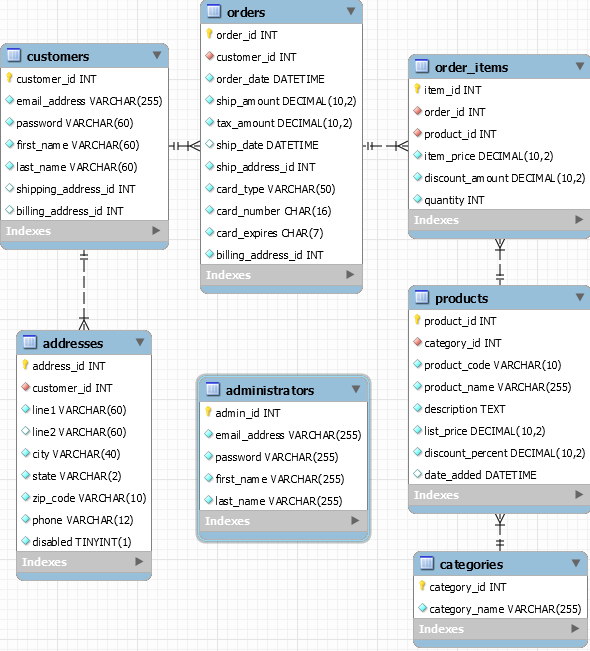 customers
customer_id INT
email_address VARCHAR(255)
password VARCHAR(60)
first_name VARCHAR(60)
last_name VARCHAR(60)
shipping_address_id INT
billing_address_id INT
Indexes
orders
order_id INT
customer_id INT
order_date DATETIME
ship_amount DECIMAL(10,2)
tax_amount DECIMAL(10,2)
ship_date DATETIME
ship_address_id INT
card_type VARCHAR(50)
card_number CHAR(16)
card_expires CHAR(7)
billing_address_id INT
Indexes
order_items
item_id INT
order_id INT
product_id INT
item_price DECIMAL(10,2)
discount_amount DECIMAL(10,2)
quantity INT
Indexes
addresses
address_id INT
customer_id INT
line1 VARCHAR(60)
line2 VARCHAR(60)
city VARCHAR(40)
state VARCHAR(2)
zip_code VARCHAR(10)
phone VARCHAR(12)
disabled TINYINT(1)
Indexes
administrators
admin_id INT
email_address VARCHAR(255)
password VARCHAR(255)
first_name VARCHAR(255)
last_name VARCHAR(255)
Indexes
products
product_id INT
category_id INT
product_code VARCHAR(10)
product_name VARCHAR(255)
description TEXT
list_price DECIMAL(10,2)
discount_percent DECIMAL(10,2)
date_added DATETIME
Indexes
categories
category_id INT
category_name VARCHAR(255)
Indexes